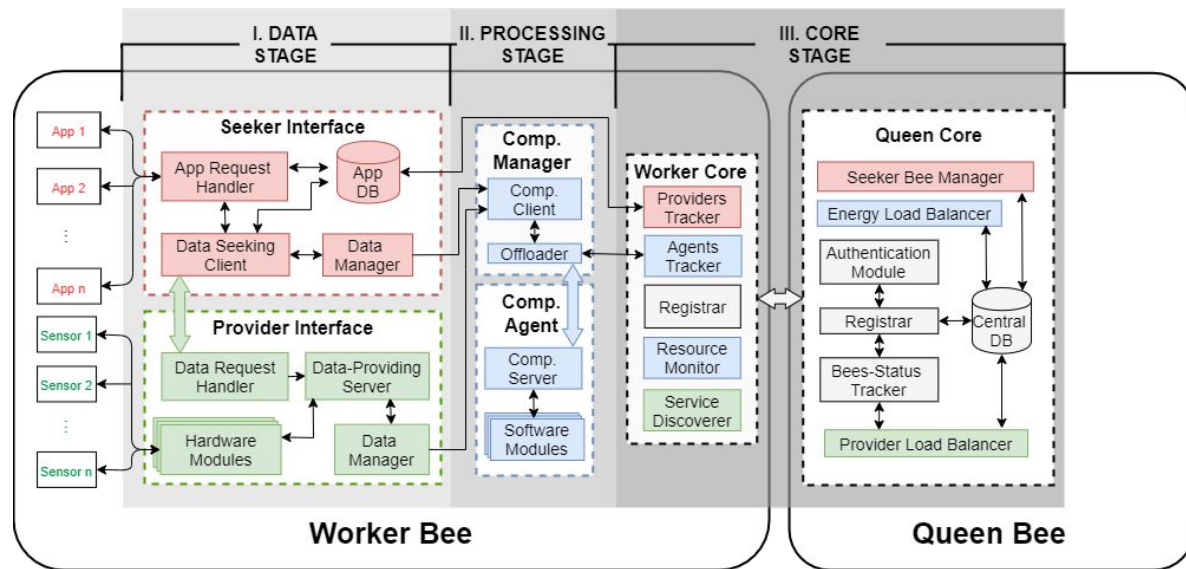 I. DATA
STAGE
II. PROCESSING
STAGE
III. CORE
STAGE
App 1
App 2
⋮
App n
Sensor 1
Sensor 2
⋮
Sensor n
Seeker Interface
App Request
Handler
App
DB
Data Seeking
Client
Data
Manager
Provider Interface
Data Request
Handler
Data-Providing
Server
Hardware
Modules
Data
Manager
Comp.
Manager
Comp.
Client
Offloader
Comp.
Agent
Comp.
Server
Software
Modules
Worker Core
Providers
Tracker
Agents
Tracker
Registrar
Resource
Monitor
Service
Discoverer
Queen Core
Seeker Bee Manager
Energy Load Balancer
Authentication
Module
Registrar
Central
DB
Bees-Status
Tracker
Provider Load Balancer
Worker Bee
Queen Bee